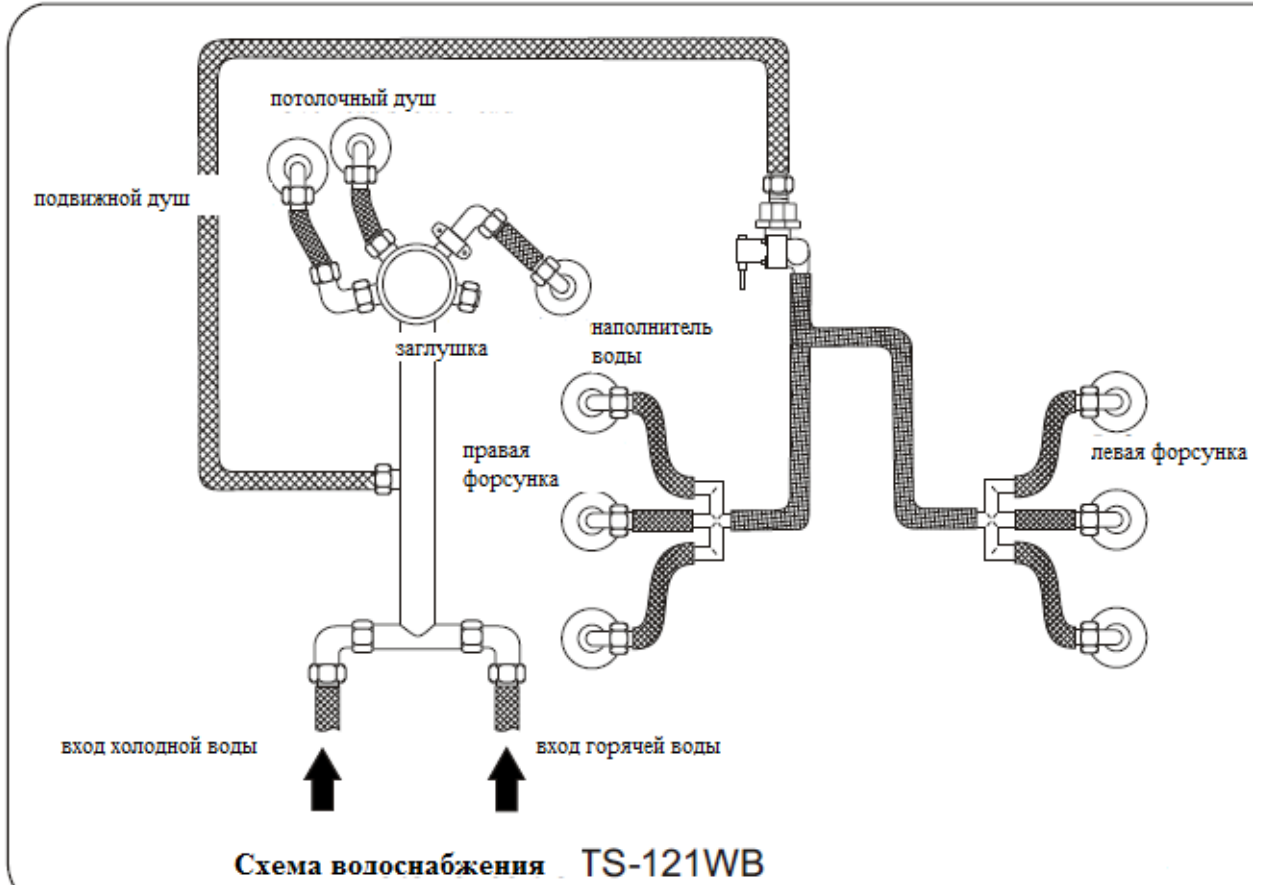 потолочный душ
подвижной душ
наполнитель
воды
заглушка
правая
форсунка
левая форсунка
вход холодной воды
вход горячей воды
Схема водоснабжения TS-121WB